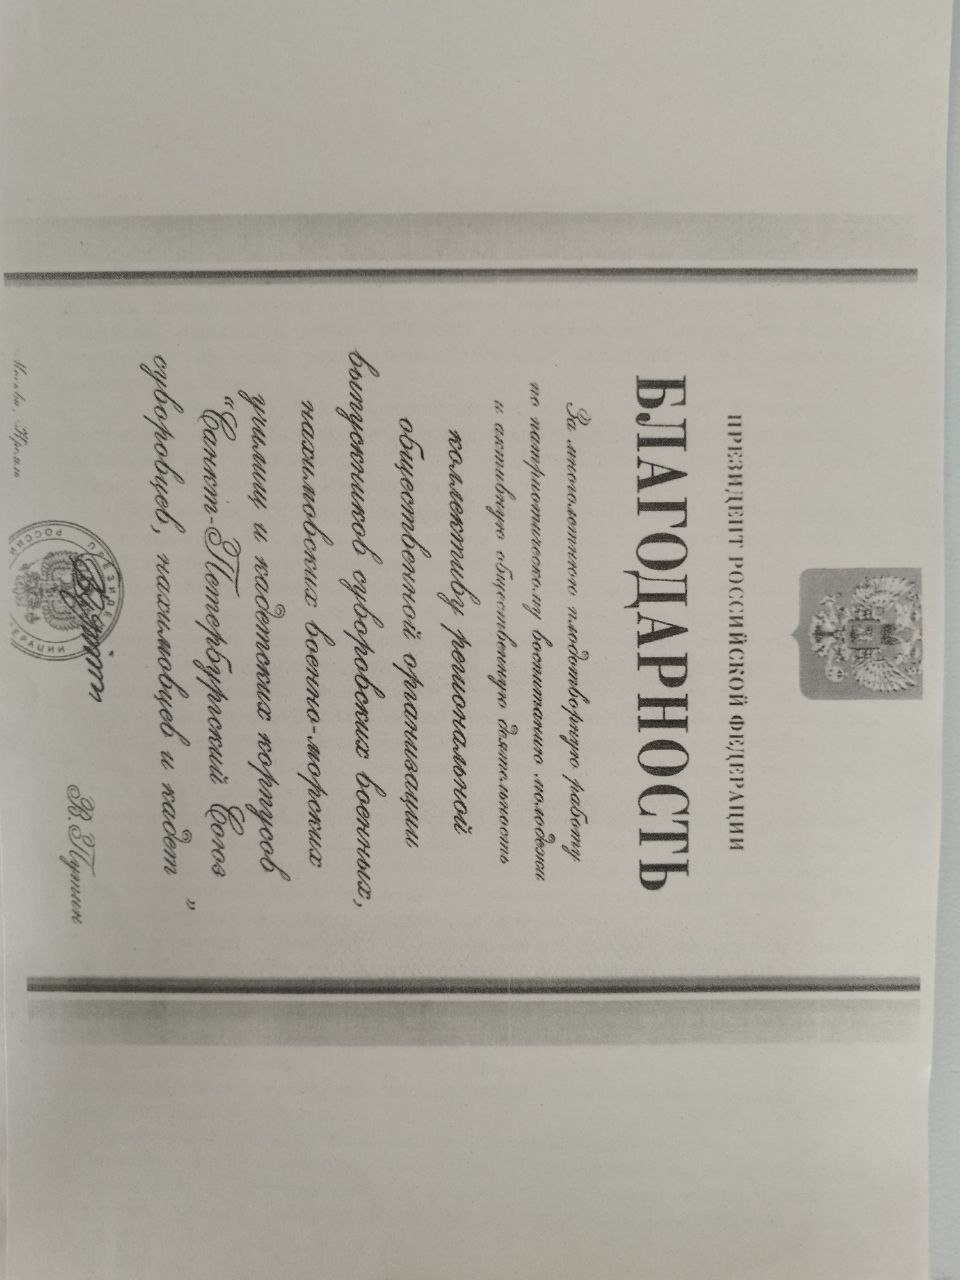 ПРЕЗИДЕНТ РОССИЙСКОЙ ФЕДЕРАЦИИ
БЛАГОДАРНОСТЬ
За многолетнюю плодотворную работу
по патриотическому воспитанию молодежи
и активную общественную деятельность
коллективу региональной
общественной организации
выпускников суворовских военных,
нахимовских военно-морских
училищ и кадетских корпусов
“Санкт-Петербургский Союз
суворовцев, нахимовцев и кадет”
В.Путин
Москва, Кремль